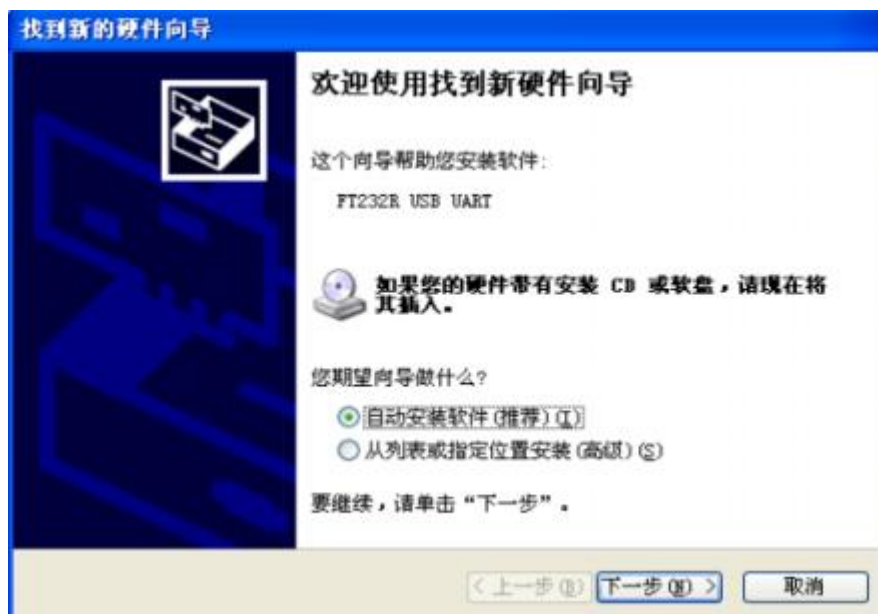 找到新的硬件向导
欢迎使用找到新硬件向导
这个向导帮助您安装软件:
FT232R USB UART
如果您的硬件带有安装 CD 或软盘，请现在将
其插入。
您期望向导做什么?
自动安装软件(推荐)(I)
从列表或指定位置安装(高级)(S)
要继续，请单击“下一步”。
< 上一步(B)
下一步(N) >
取消